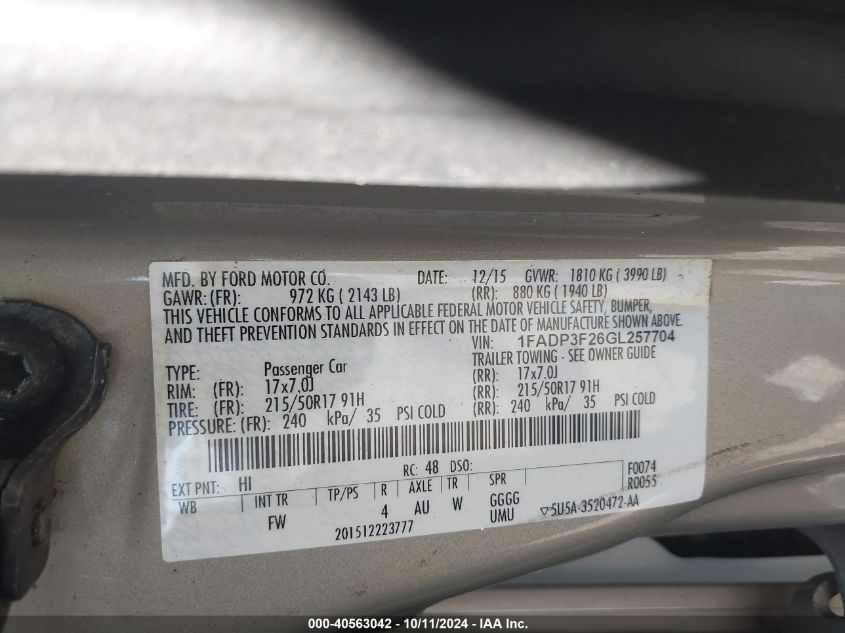 MFD. BY FORD MOTOR CO. DATE: 12/15 GVWR: 1810 KG ( 3990 LB)
GAWR: (FR): 972 KG ( 2143 LB) (RR): 880 KG ( 1940 LB)
THIS VEHICLE CONFORMS TO ALL APPLICABLE FEDERAL MOTOR VEHICLE SAFETY, BUMPER,
AND THEFT PREVENTION STANDARDS IN EFFECT ON THE DATE OF MANUFACTURE SHOWN ABOVE.
VIN: 1FADP3F26GL257704
TRAILER TOWING - SEE OWNER GUIDE
TYPE: Passenger Car
RIM: (FR): 17x7.0J (RR): 17x7.0J
TIRE: (FR): 215/50R17 91H (RR): 215/50R17 91H
PRESSURE: (FR): 240 kPa/ 35 PSI COLD (RR): 240 kPa/ 35 PSI COLD
EXT PNT: HI RC: 48 DSO: F0074
R0055
WB INT TR TP/PS R AXLE TR SPR
FW 4 AU W GGGG
UMU
201512223777 ▽5U5A-3520472-AA
000-40563042 - 10/11/2024 - IAA Inc.